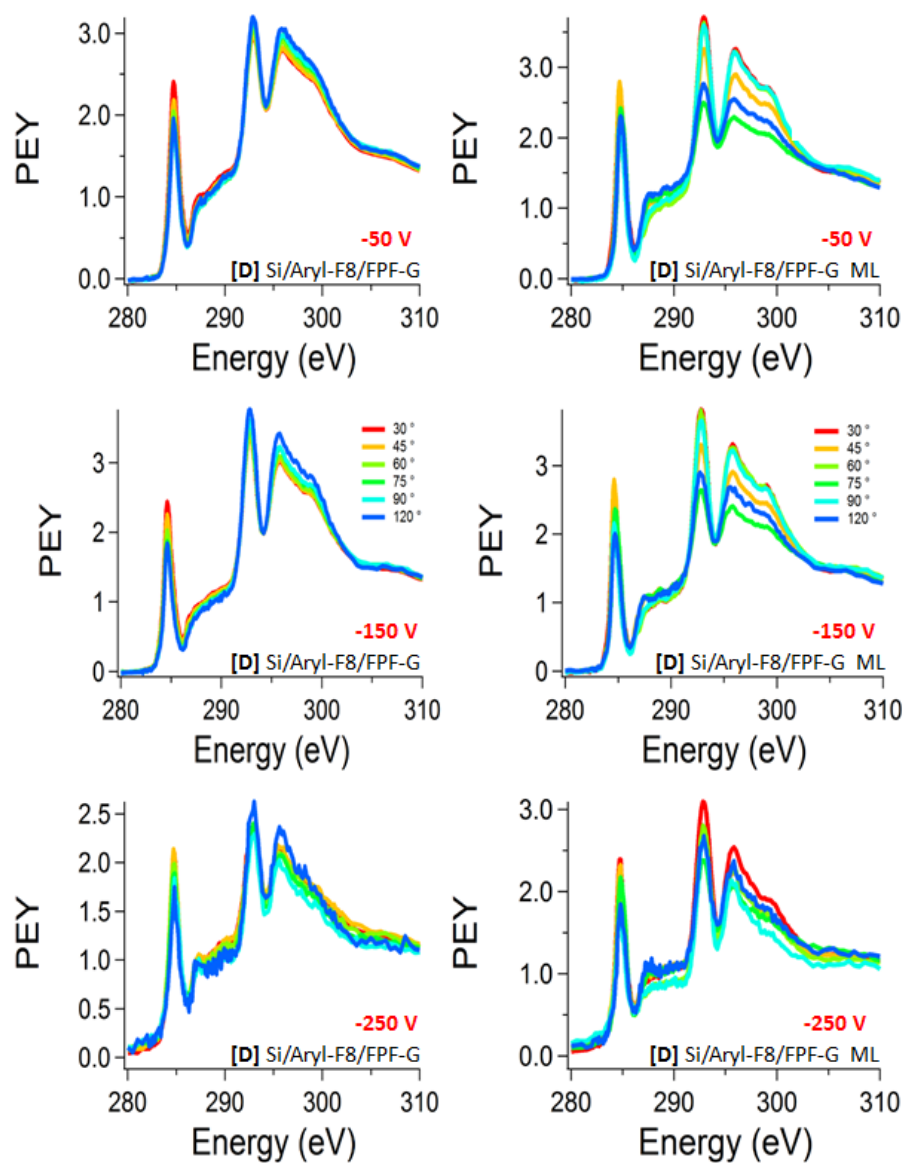 PEY
3.0
2.0
1.0
0.0
-50 V
[D] Si/Aryl-F8/FPF-G
280 290 300 310
Energy (eV)
PEY
3.0
2.0
1.0
0.0
-50 V
[D] Si/Aryl-F8/FPF-G ML
280 290 300 310
Energy (eV)
PEY
3
2
1
0
30 °
45 °
60 °
75 °
90 °
120 °
-150 V
[D] Si/Aryl-F8/FPF-G
280 290 300 310
Energy (eV)
PEY
3
2
1
0
30 °
45 °
60 °
75 °
90 °
120 °
-150 V
[D] Si/Aryl-F8/FPF-G ML
280 290 300 310
Energy (eV)
PEY
2.5
2.0
1.5
1.0
0.5
0.0
-250 V
[D] Si/Aryl-F8/FPF-G
280 290 300 310
Energy (eV)
PEY
3.0
2.0
1.0
0.0
-250 V
[D] Si/Aryl-F8/FPF-G ML
280 290 300 310
Energy (eV)